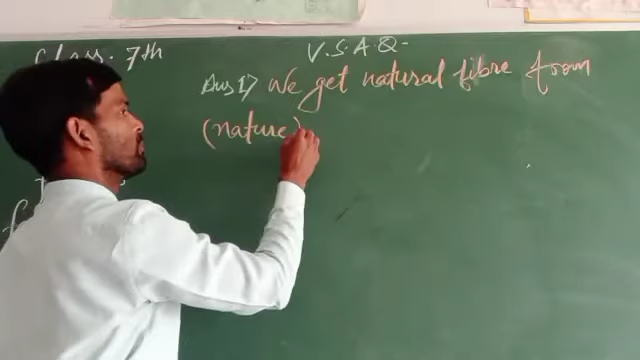 Class. 7th
V.S.A.Q-
Ans 1> We get natural fibre from
(nature)